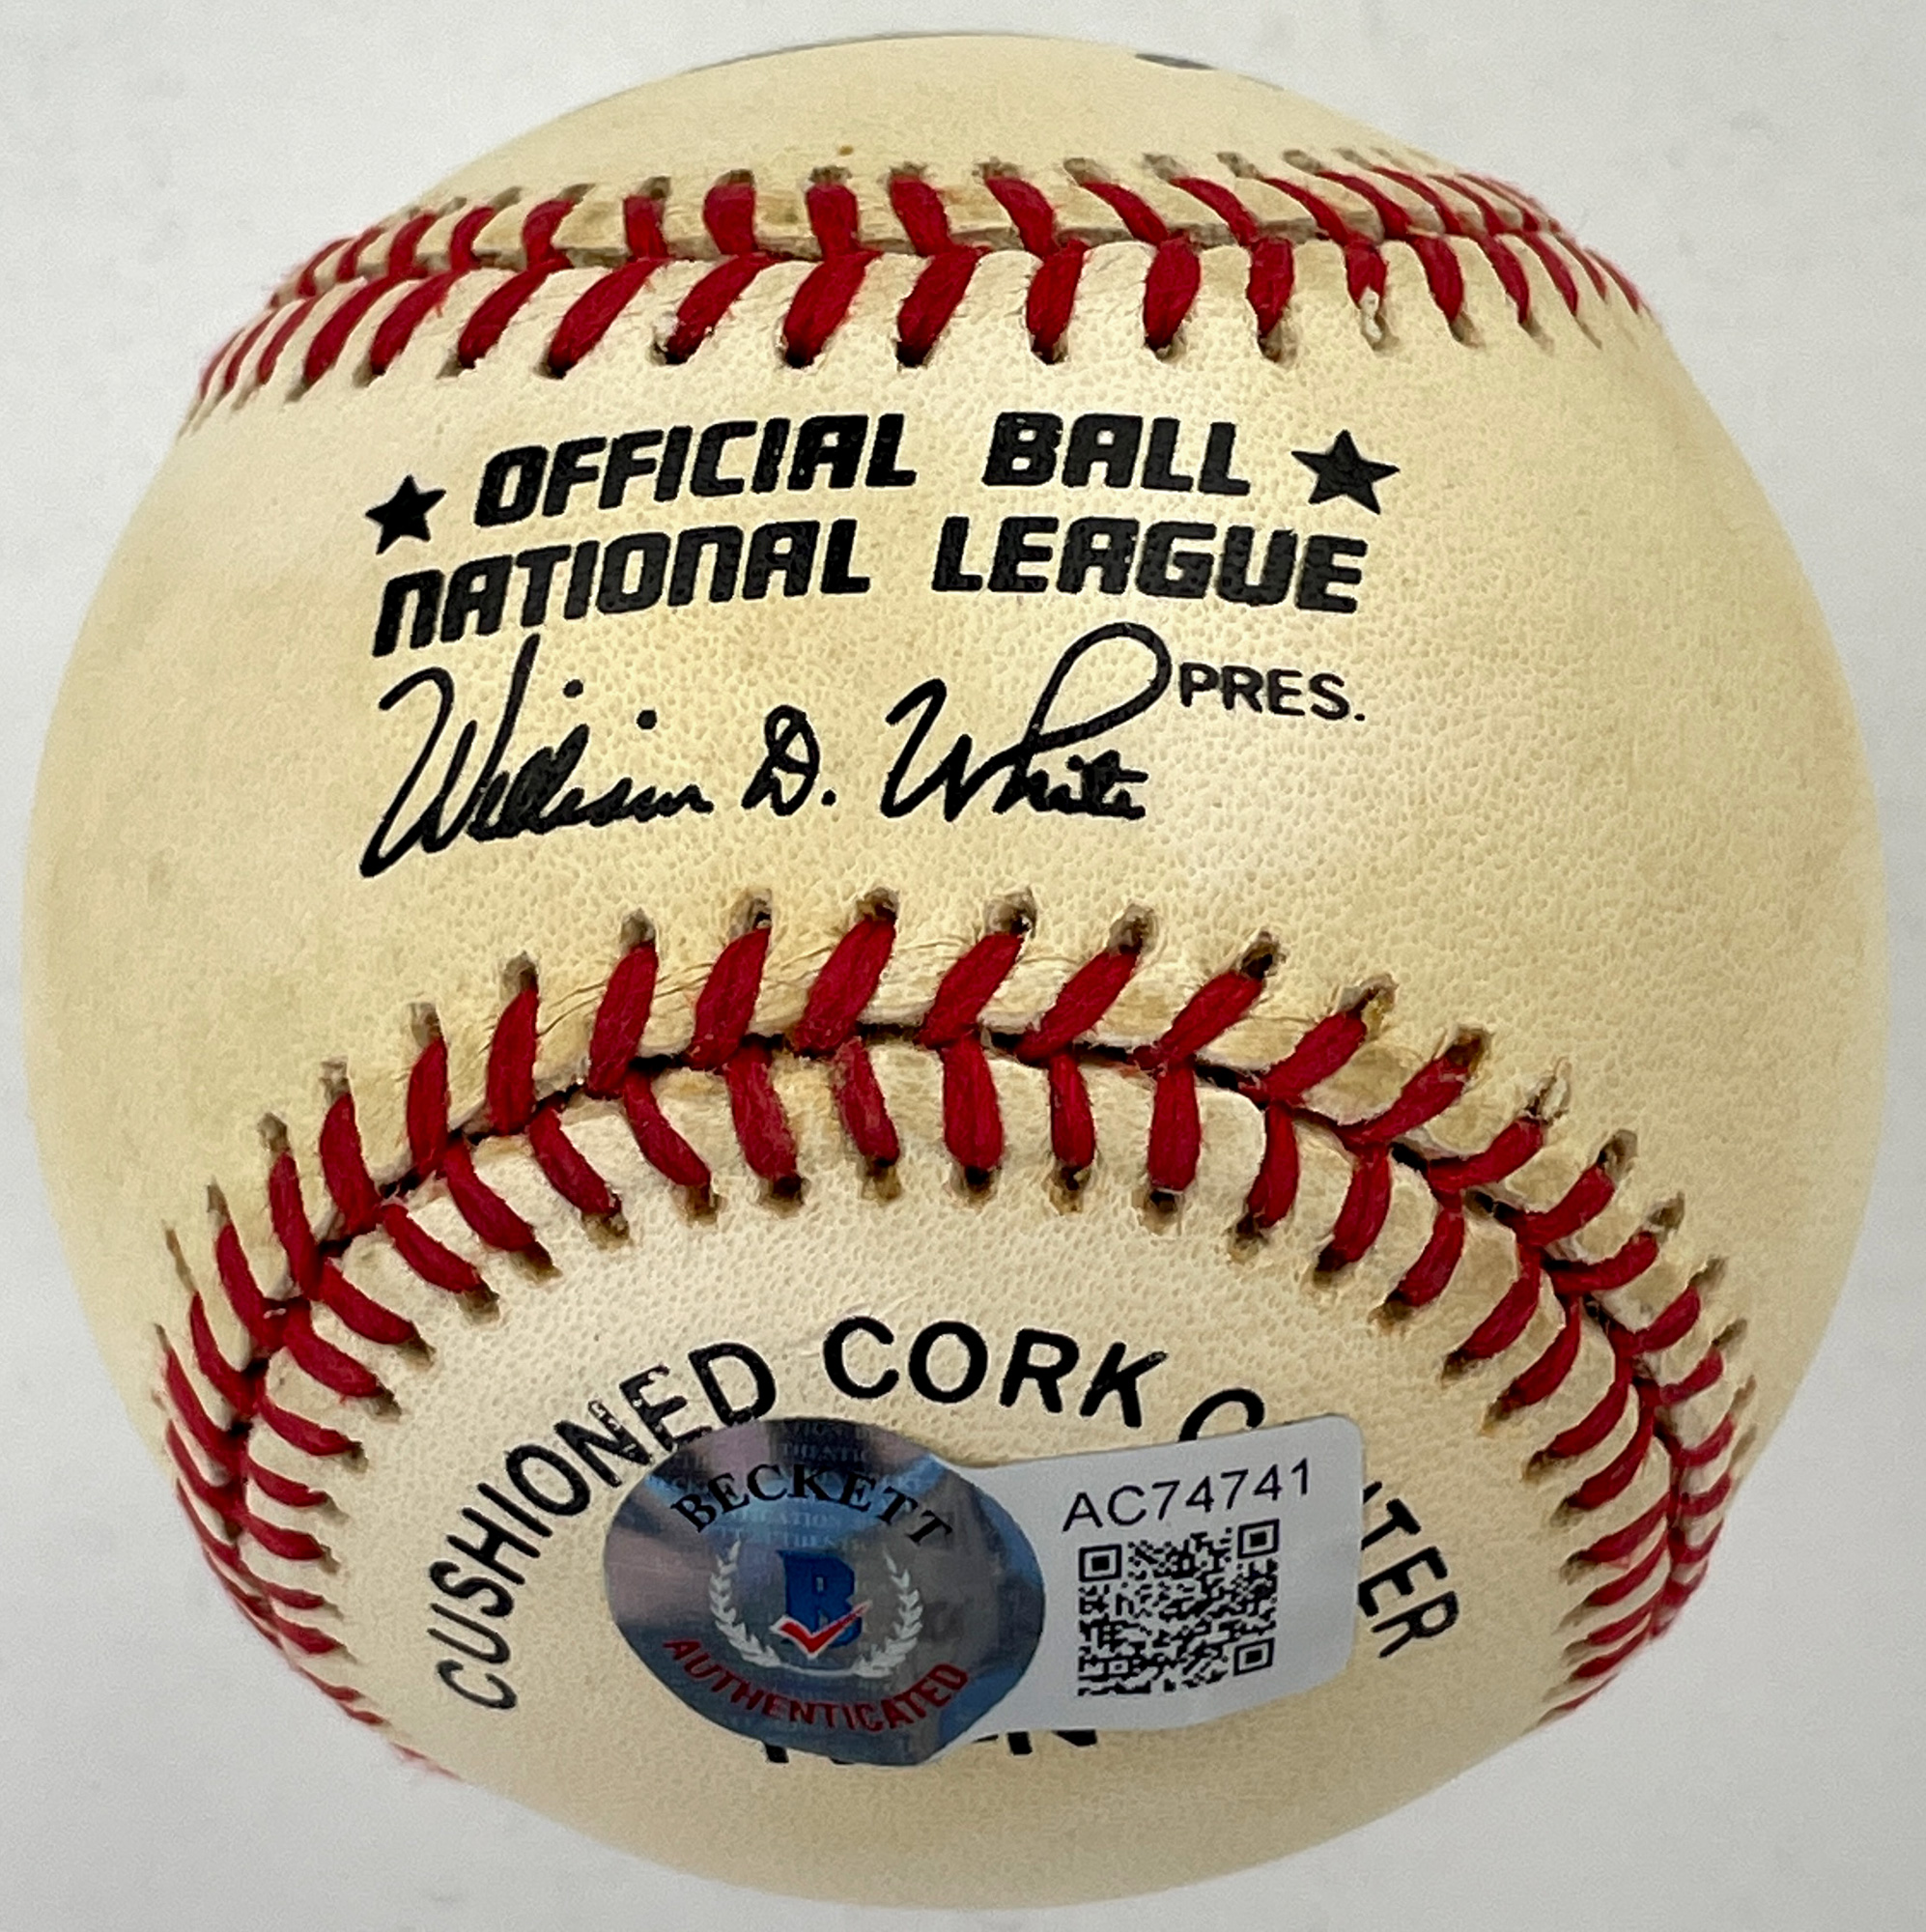 ★ OFFICIAL BALL ★
NATIONAL LEAGUE
William D. White PRES.
CUSHIONED CORK
BECKETT
B
AUTHENTICATED
AC74741